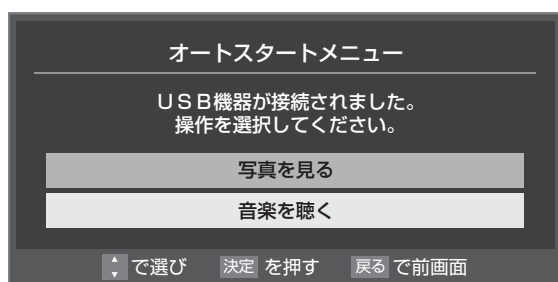 オートスタートメニュー
ＵＳＢ機器が接続されました。
操作を選択してください。
写真を見る
音楽を聴く
で選び 決定 を押す 戻る で前画面